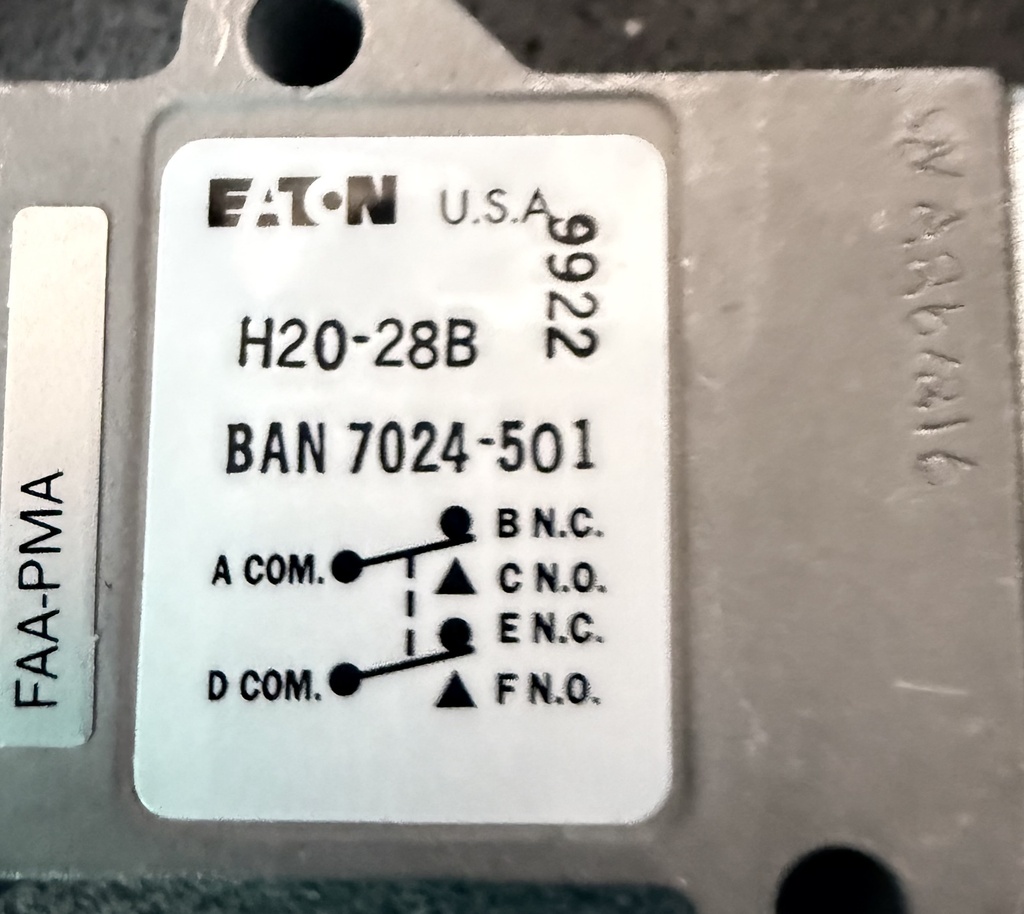 EATON U.S.A
9922
H20-28B
BAN 7024-501
B N.C.
A COM.
C N.O.
E N.C.
D COM.
F N.O.
FAA-PMA